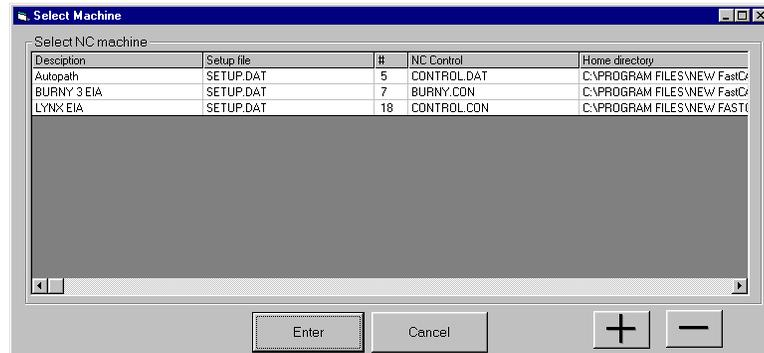 Select Machine
Select NC machine
Desciption Setup file # NC Control Home directory
Autopath SETUP.DAT 5 CONTROL.DAT C:\PROGRAM FILES\NEW FastCA
BURNY 3 EIA SETUP.DAT 7 BURNY.CON C:\PROGRAM FILES\NEW FastCA
LYNX EIA SETUP.DAT 18 CONTROL.CON C:\PROGRAM FILES\NEW FASTC
Enter Cancel + −